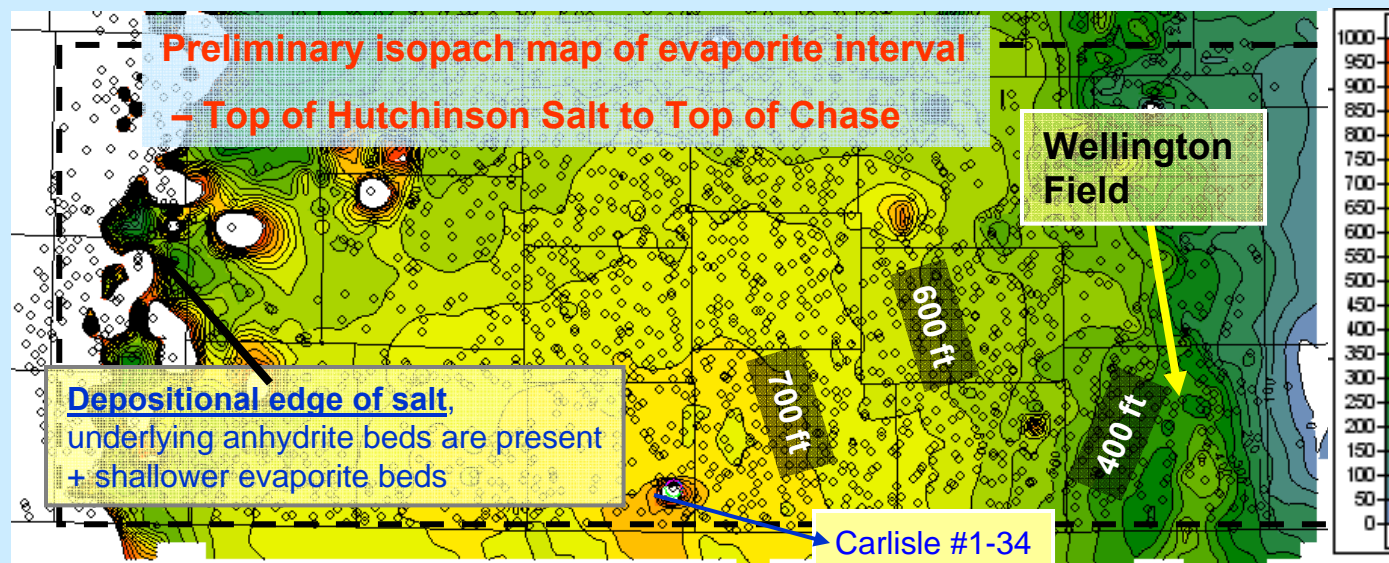 Preliminary isopach map of evaporite interval
– Top of Hutchinson Salt to Top of Chase
Wellington
Field
600 ft
700 ft
400 ft
Depositional edge of salt,
underlying anhydrite beds are present
+ shallower evaporite beds
Carlisle #1-34
1000
950
900
850
800
750
700
650
600
550
500
450
400
350
300
250
200
150
100
50
0